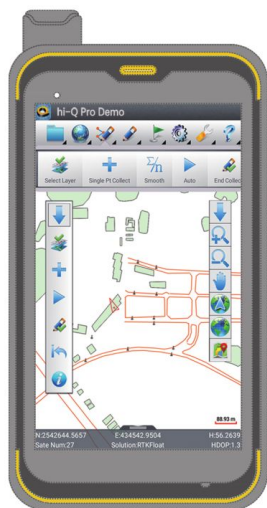 hi-Q Pro Demo
Select Layer Single Pt.Collect Σ/n Smooth Auto End Collect
88.93 m
N:2542644.5657 E:434542.9504 H:56.2639
Sate Num:27 Solution:RTKFloat HDOP:1.3